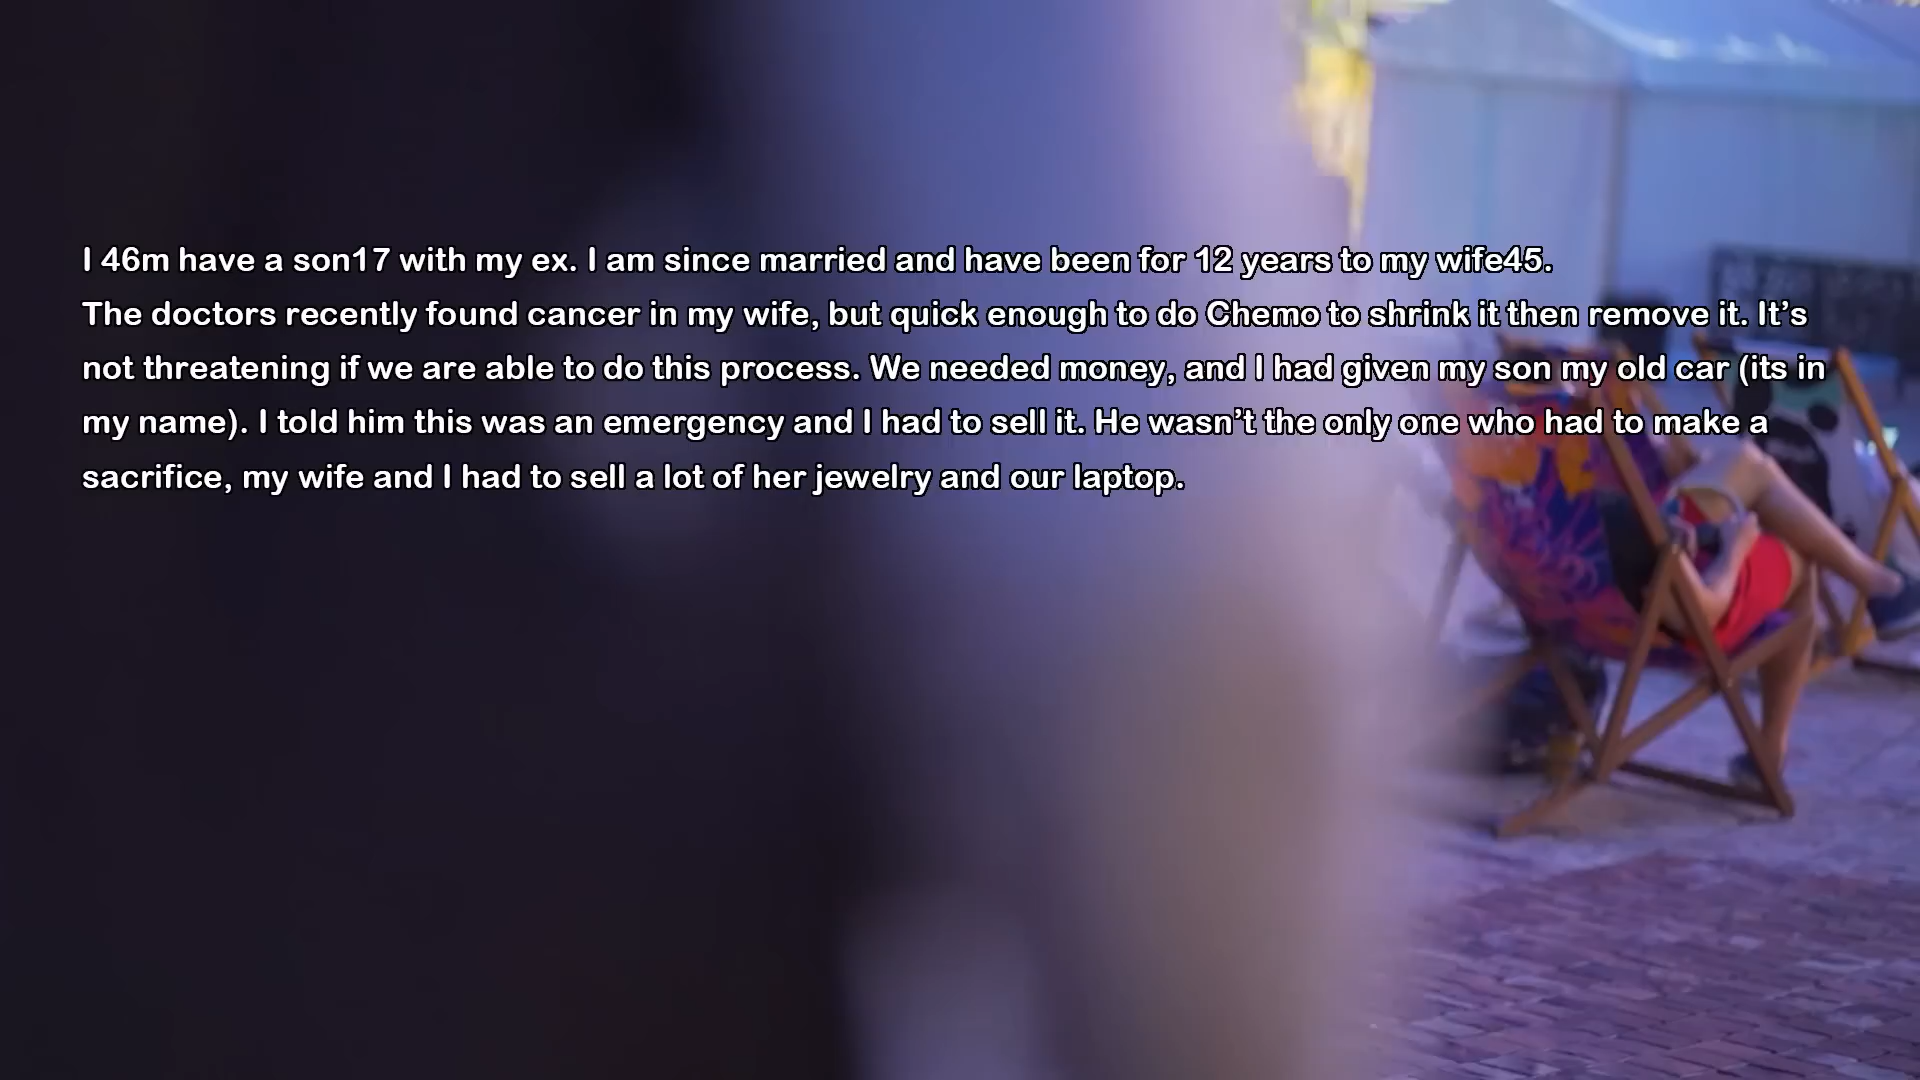 I 46m have a son17 with my ex. I am since married and have been for 12 years to my wife45.
The doctors recently found cancer in my wife, but quick enough to do Chemo to shrink it then remove it. It’s
not threatening if we are able to do this process. We needed money, and I had given my son my old car (its in
my name). I told him this was an emergency and I had to sell it. He wasn’t the only one who had to make a
sacrifice, my wife and I had to sell a lot of her jewelry and our laptop.